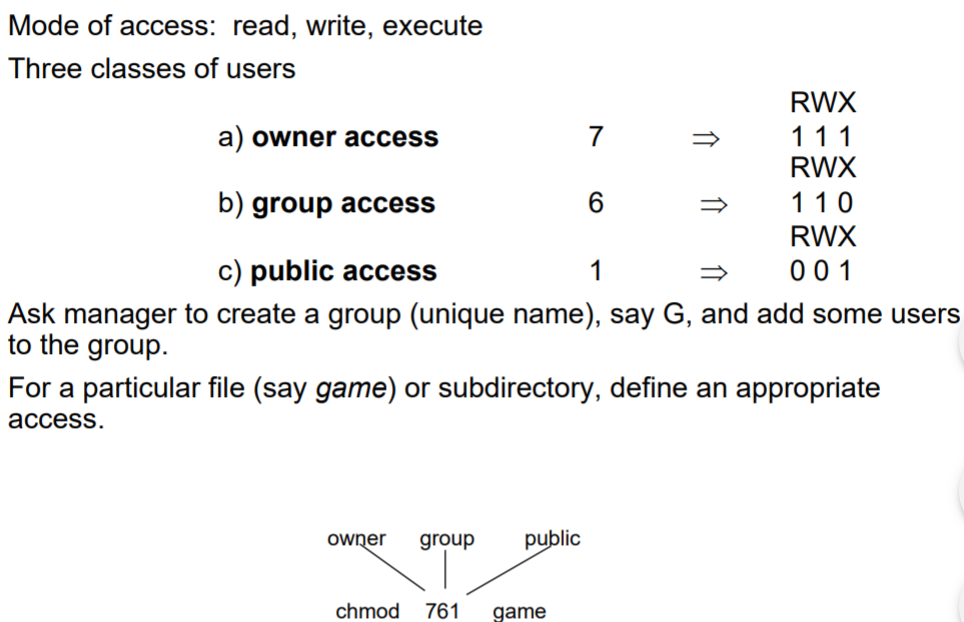 Mode of access: read, write, execute
Three classes of users
RWX
a) owner access 7 ⇒ 1 1 1
RWX
b) group access 6 ⇒ 1 1 0
RWX
c) public access 1 ⇒ 0 0 1
Ask manager to create a group (unique name), say G, and add some users
to the group.
For a particular file (say game) or subdirectory, define an appropriate
access.
owner group public
chmod 761 game